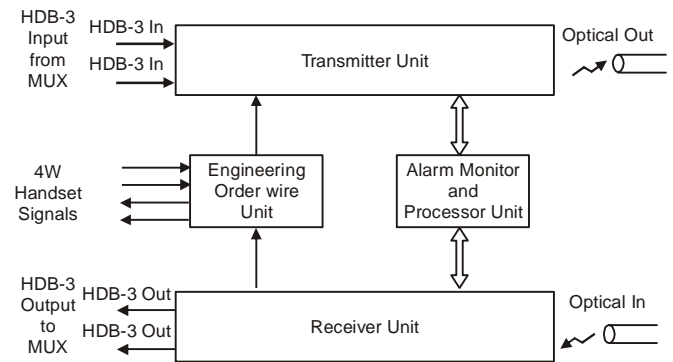 HDB-3
Input
from
MUX
HDB-3 In
HDB-3 In
Transmitter Unit
Optical Out
4W
Handset
Signals
Engineering
Order wire
Unit
Alarm Monitor
and
Processor Unit
HDB-3
Output
to
MUX
HDB-3 Out
HDB-3 Out
Receiver Unit
Optical In